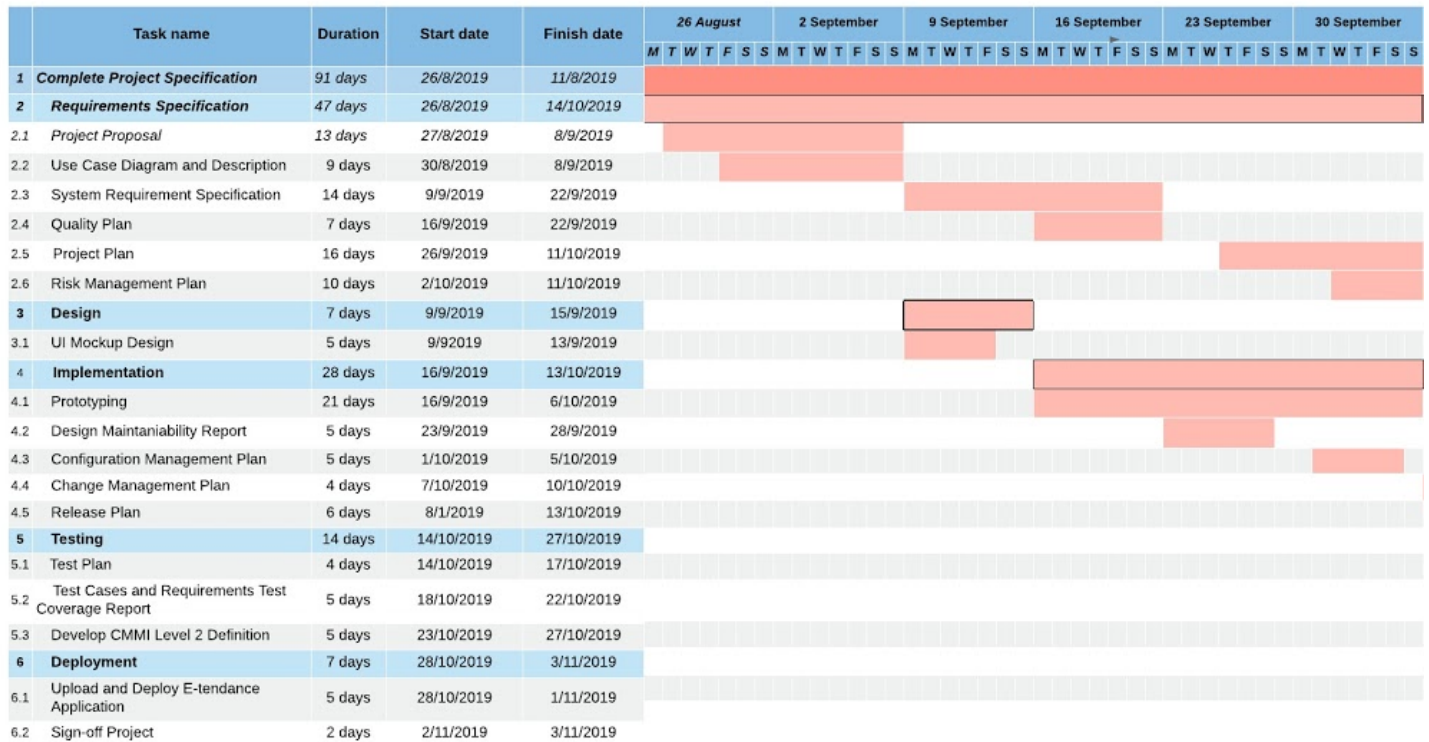 Task name Duration Start date Finish date 26 August 2 September 9 September 16 September 23 September 30 September
M T W T F S S M T W T F S S M T W T F S S M T W T F S S M T W T F S S M T W T F S S
1 Complete Project Specification 91 days 26/8/2019 11/8/2019
2 Requirements Specification 47 days 26/8/2019 14/10/2019
2.1 Project Proposal 13 days 27/8/2019 8/9/2019
2.2 Use Case Diagram and Description 9 days 30/8/2019 8/9/2019
2.3 System Requirement Specification 14 days 9/9/2019 22/9/2019
2.4 Quality Plan 7 days 16/9/2019 22/9/2019
2.5 Project Plan 16 days 26/9/2019 11/10/2019
2.6 Risk Management Plan 10 days 2/10/2019 11/10/2019
3 Design 7 days 9/9/2019 15/9/2019
3.1 UI Mockup Design 5 days 9/92019 13/9/2019
4 Implementation 28 days 16/9/2019 13/10/2019
4.1 Prototyping 21 days 16/9/2019 6/10/2019
4.2 Design Maintaniability Report 5 days 23/9/2019 28/9/2019
4.3 Configuration Management Plan 5 days 1/10/2019 5/10/2019
4.4 Change Management Plan 4 days 7/10/2019 10/10/2019
4.5 Release Plan 6 days 8/1/2019 13/10/2019
5 Testing 14 days 14/10/2019 27/10/2019
5.1 Test Plan 4 days 14/10/2019 17/10/2019
5.2 Test Cases and Requirements Test
Coverage Report 5 days 18/10/2019 22/10/2019
5.3 Develop CMMI Level 2 Definition 5 days 23/10/2019 27/10/2019
6 Deployment 7 days 28/10/2019 3/11/2019
6.1 Upload and Deploy E-tendance
Application 5 days 28/10/2019 1/11/2019
6.2 Sign-off Project 2 days 2/11/2019 3/11/2019